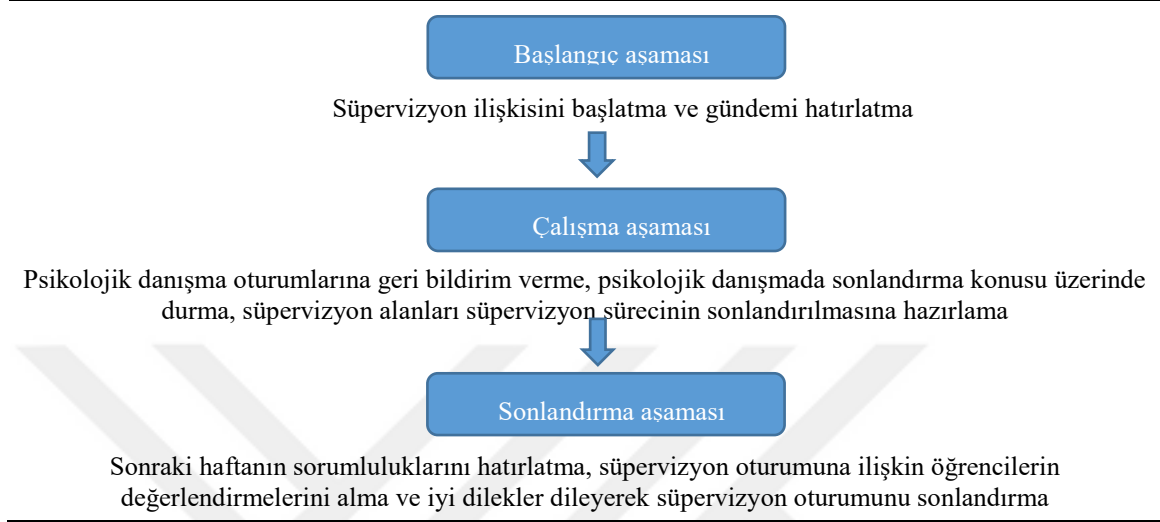 Başlangıç aşaması
Süpervizyon ilişkisini başlatma ve gündemi hatırlatma
Çalışma aşaması
Psikolojik danışma oturumlarına geri bildirim verme, psikolojik danışmada sonlandırma konusu üzerinde
durma, süpervizyon alanları süpervizyon sürecinin sonlandırılmasına hazırlama
Sonlandırma aşaması
Sonraki haftanın sorumluluklarını hatırlatma, süpervizyon oturumuna ilişkin öğrencilerin
değerlendirmelerini alma ve iyi dilekler dileyerek süpervizyon oturumunu sonlandırma